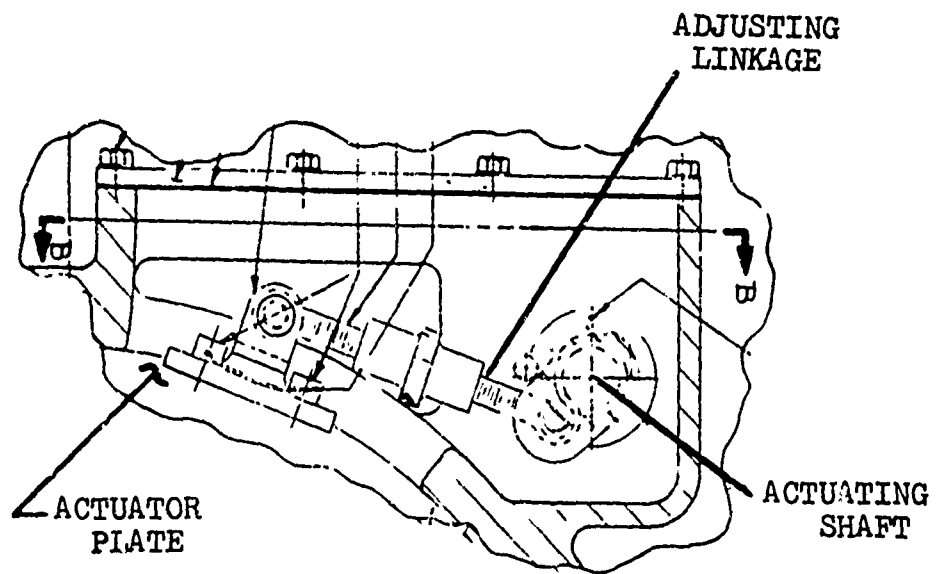 ADJUSTING
LINKAGE
B
B
ACTUATOR
PLATE
ACTUATING
SHAFT